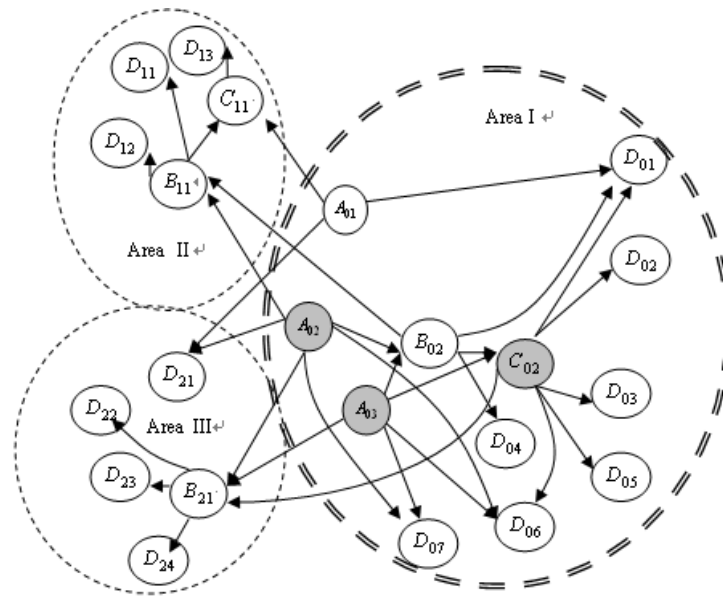 D13
D11
C11
Area I ↵
D12
D01
B11
A01
Area II ↵
D02
A02
B02
C02
D21
D22
A03
D03
Area III ↵
D04
D23
B21
D05
D06
D07
D24